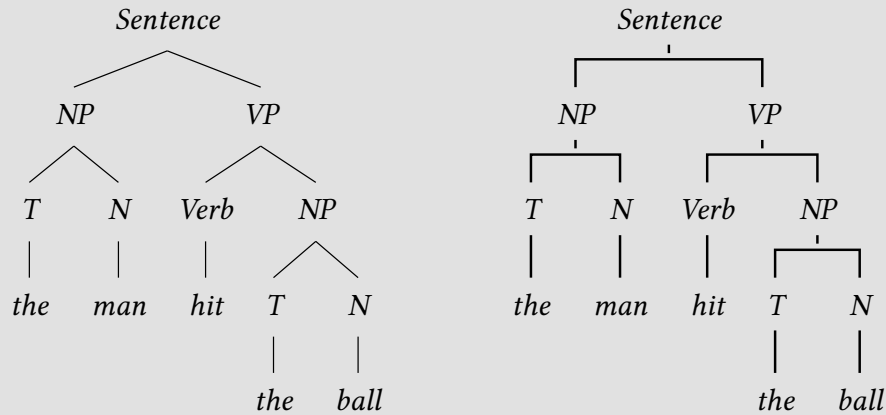 Sentence Sentence
NP VP NP VP
T N Verb NP T N Verb NP
the man hit T N the man hit T N
the ball the ball